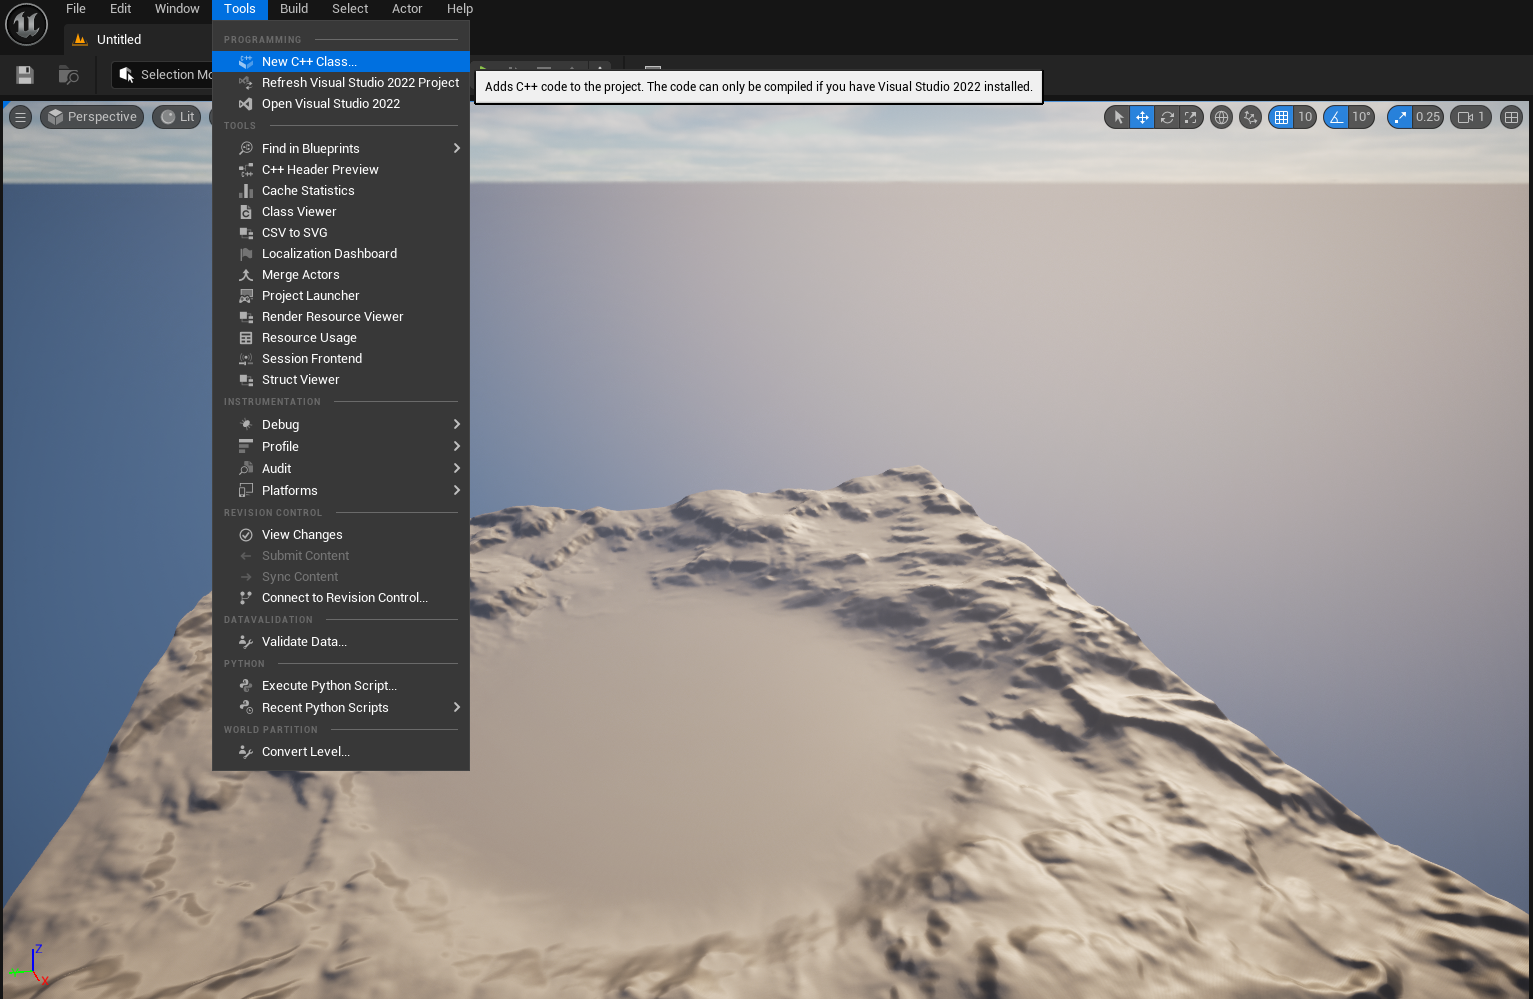 File Edit Window Tools Build Select Actor Help
Untitled
Selection Mo
Perspective
Lit
10
10°
0.25
1
PROGRAMMING
New C++ Class...
Adds C++ code to the project. The code can only be compiled if you have Visual Studio 2022 installed.
Refresh Visual Studio 2022 Project
Open Visual Studio 2022
TOOLS
Find in Blueprints
C++ Header Preview
Cache Statistics
Class Viewer
CSV to SVG
Localization Dashboard
Merge Actors
Project Launcher
Render Resource Viewer
Resource Usage
Session Frontend
Struct Viewer
INSTRUMENTATION
Debug
Profile
Audit
Platforms
REVISION CONTROL
View Changes
Submit Content
Sync Content
Connect to Revision Control...
DATAVALIDATION
Validate Data...
PYTHON
Execute Python Script...
Recent Python Scripts
WORLD PARTITION
Convert Level...
Z
X